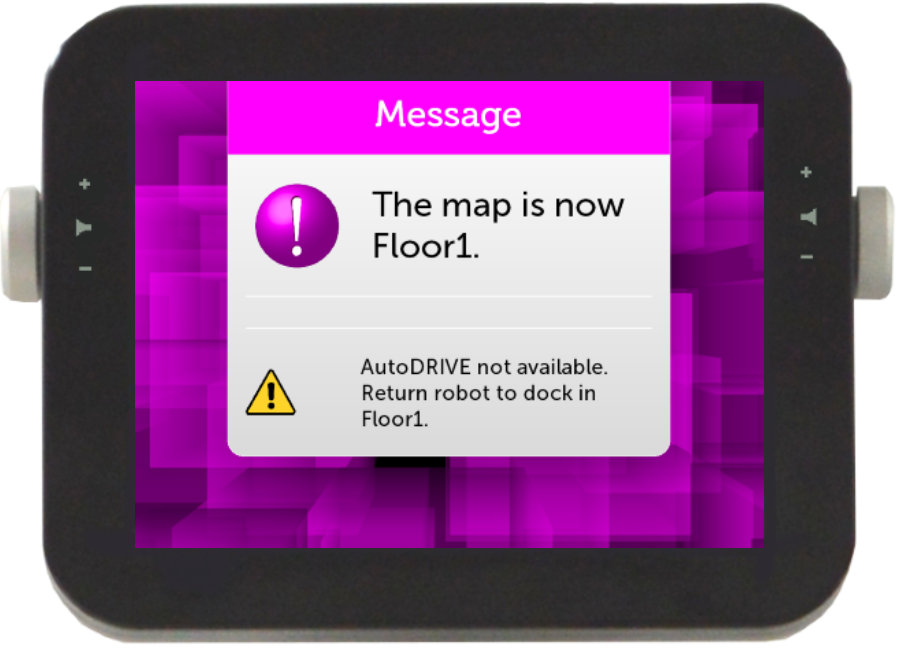 Message
The map is now
Floor1.
AutoDRIVE not available.
Return robot to dock in
Floor1.